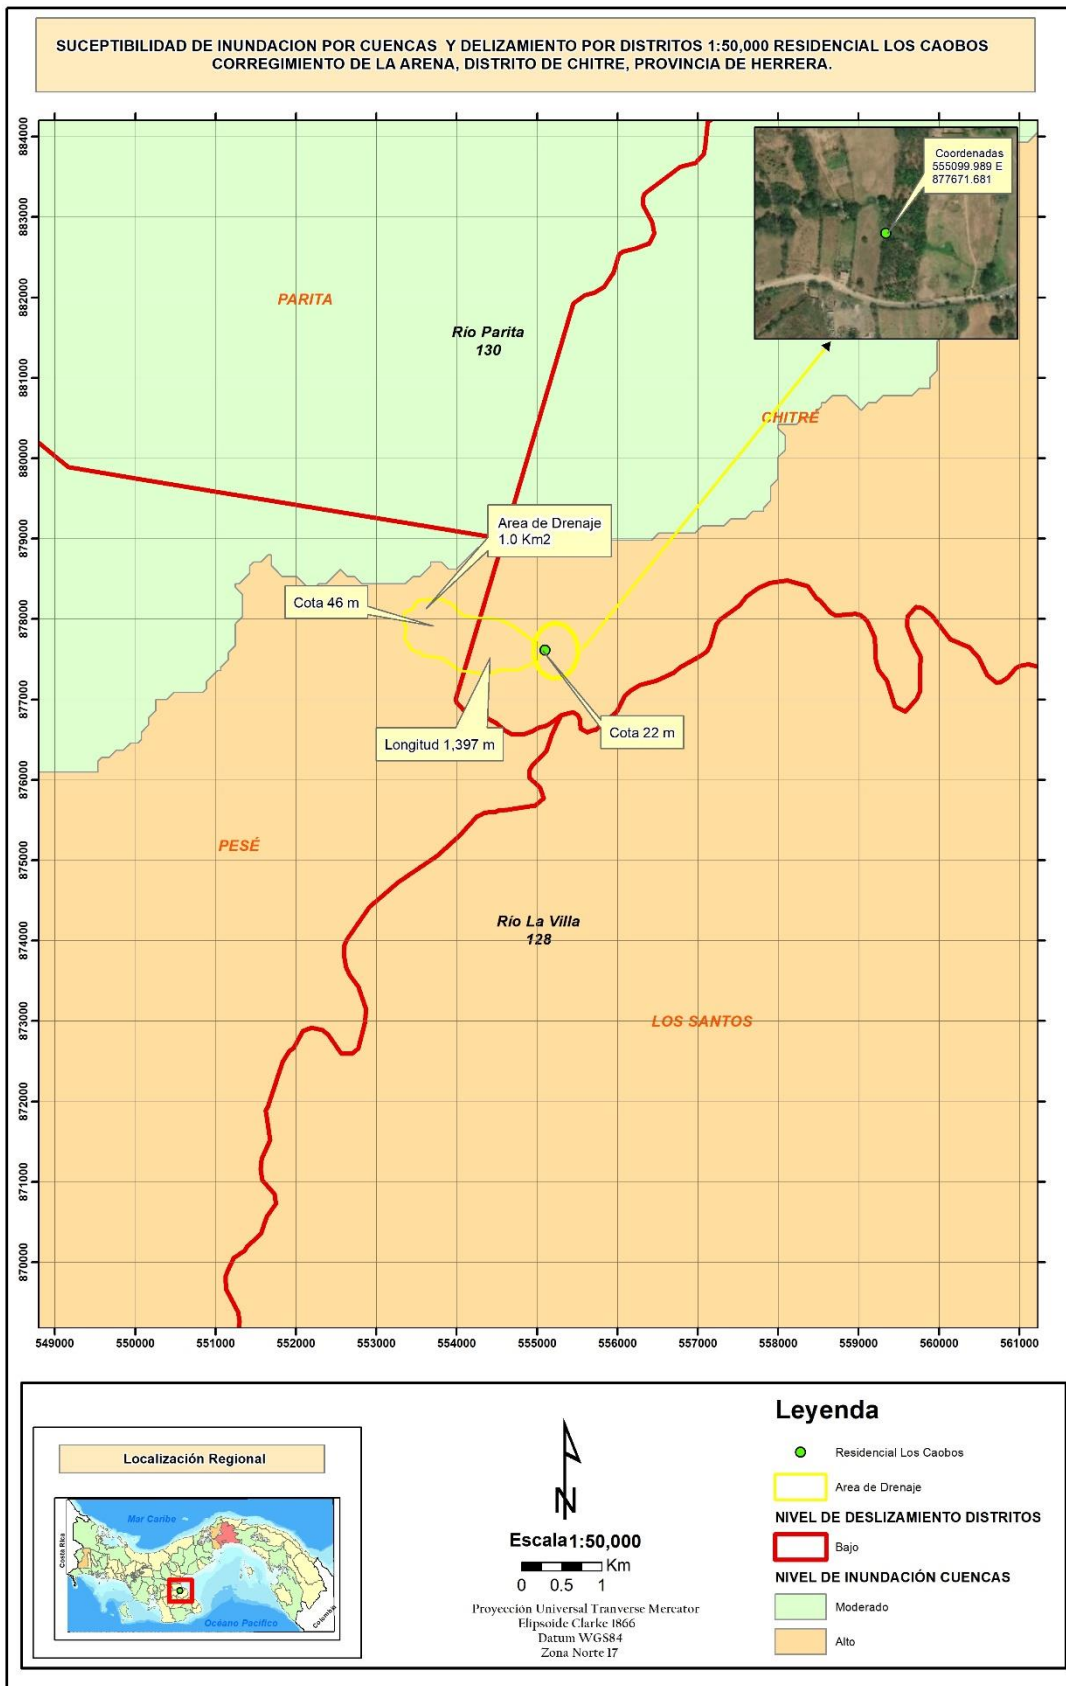 SUCEPTIBILIDAD DE INUNDACION POR CUENCAS Y DELIZAMIENTO POR DISTRITOS 1:50,000 RESIDENCIAL LOS CAOBOS
CORREGIMIENTO DE LA ARENA, DISTRITO DE CHITRE, PROVINCIA DE HERRERA.
884000
883000
882000
881000
880000
879000
878000
877000
876000
875000
874000
873000
872000
871000
870000
Coordenadas
555099.989 E
877671.681
PARITA
Río Parita
130
CHITRÉ
Area de Drenaje
1.0 Km2
Cota 46 m
Longitud 1,397 m
Cota 22 m
PESÉ
Río La Villa
128
LOS SANTOS
549000 550000 551000 552000 553000 554000 555000 556000 557000 558000 559000 560000 561000
Localización Regional
Mar Caribe
Costa Rica
Colombia
Océano Pacifico
N
Escala 1:50,000
Km
0 0.5 1
Proyección Universal Tranverse Mercator
Elipsoide Clarke 1866
Datum WGS84
Zona Norte 17
Leyenda
Residencial Los Caobos
Area de Drenaje
NIVEL DE DESLIZAMIENTO DISTRITOS
Bajo
NIVEL DE INUNDACIÓN CUENCAS
Moderado
Alto